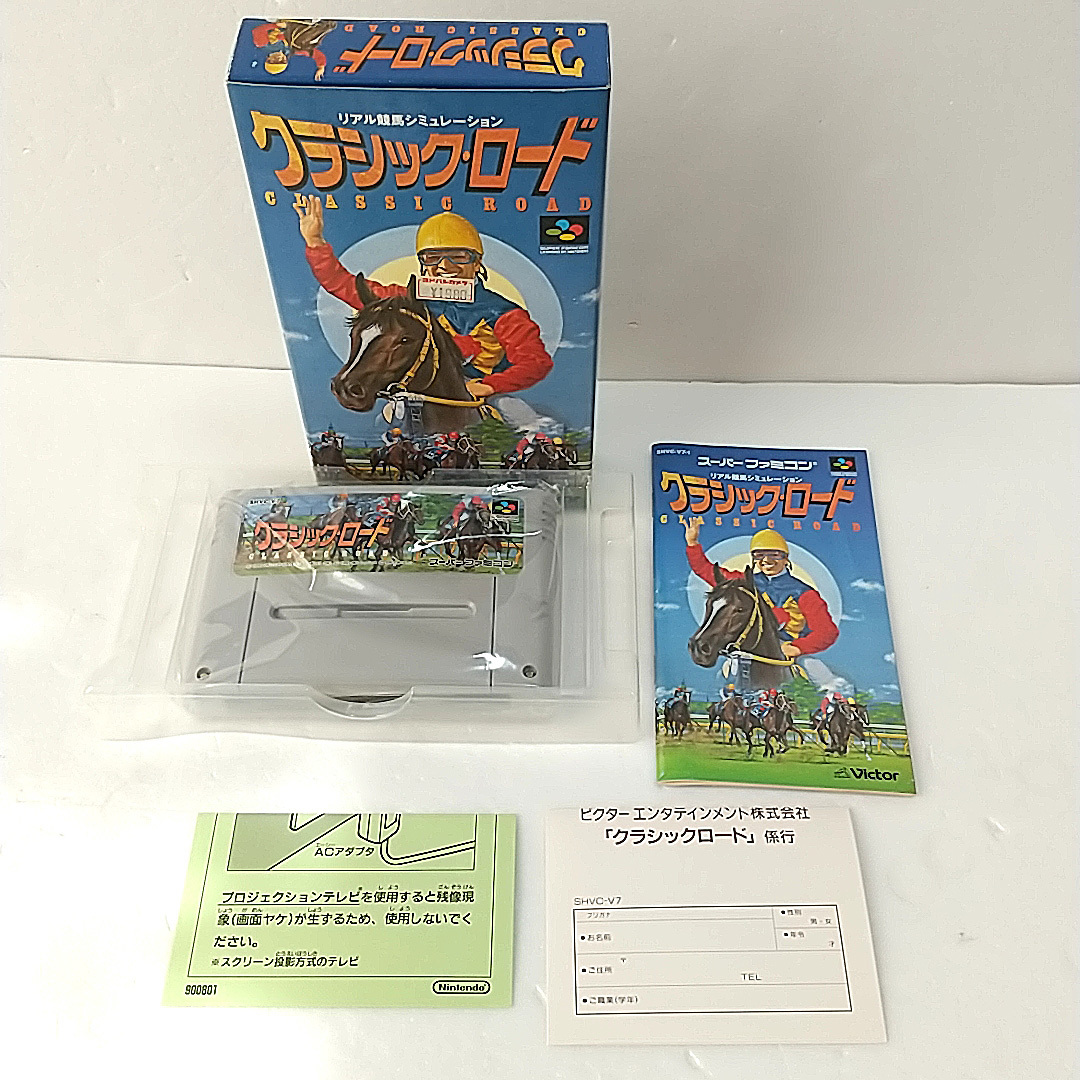 クラシック・ロード
CLASSIC ROAD
リアル競馬シミュレーション
クラシック・ロード
CLASSIC ROAD
SUPER FAMICOM
ヨドバシカメラ
¥1980
SHVC-V7
クラシック・ロード
スーパーファミコン
SHVC-V7-1
スーパーファミコン
リアル競馬シミュレーション
クラシック・ロード
CLASSIC ROAD
Victor
ACアダプタ
プロジェクションテレビ※を使用すると残像現
象(画面ヤケ)が生ずるため、使用しないでく
ださい。
※スクリーン投影方式のテレビ
900801
Nintendo
ビクター エンタテインメント株式会社
「クラシックロード」係行
SHVC-V7
フリガナ
●性別
男・女
●お名前
●年令
才
〒
●ご住所
TEL
●ご職業(学年)